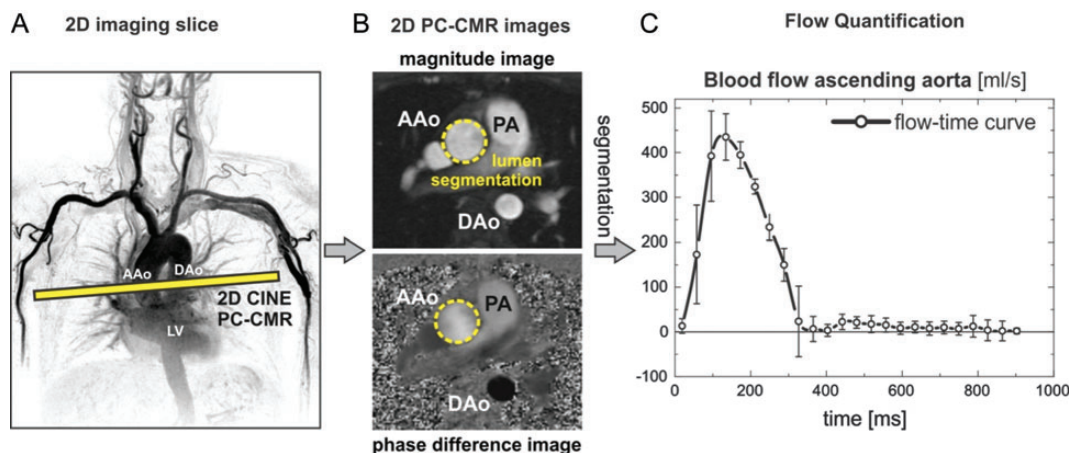 A
2D imaging slice
AAo
DAo
2D CINE
PC-CMR
LV
B
2D PC-CMR images
magnitude image
AAo
PA
lumen
segmentation
DAo
AAo
PA
DAo
phase difference image
segmentation
C
Flow Quantification
Blood flow ascending aorta [ml/s]
flow-time curve
500
400
300
200
100
0
-100
0
200
400
600
800
1000
time [ms]